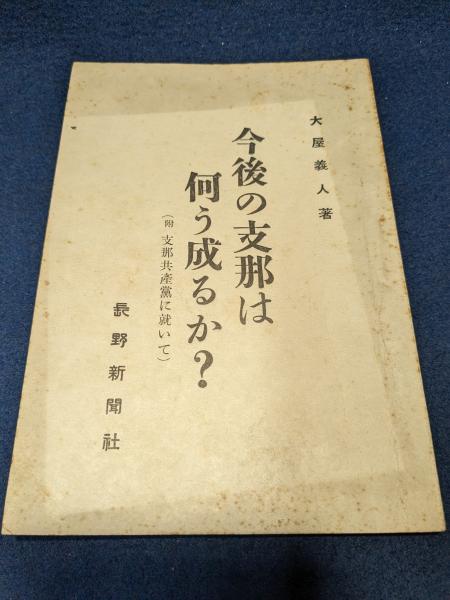 大屋義人著
今後の支那は
何う成るか?
(附 支那共產黨に就いて)
長野新聞社